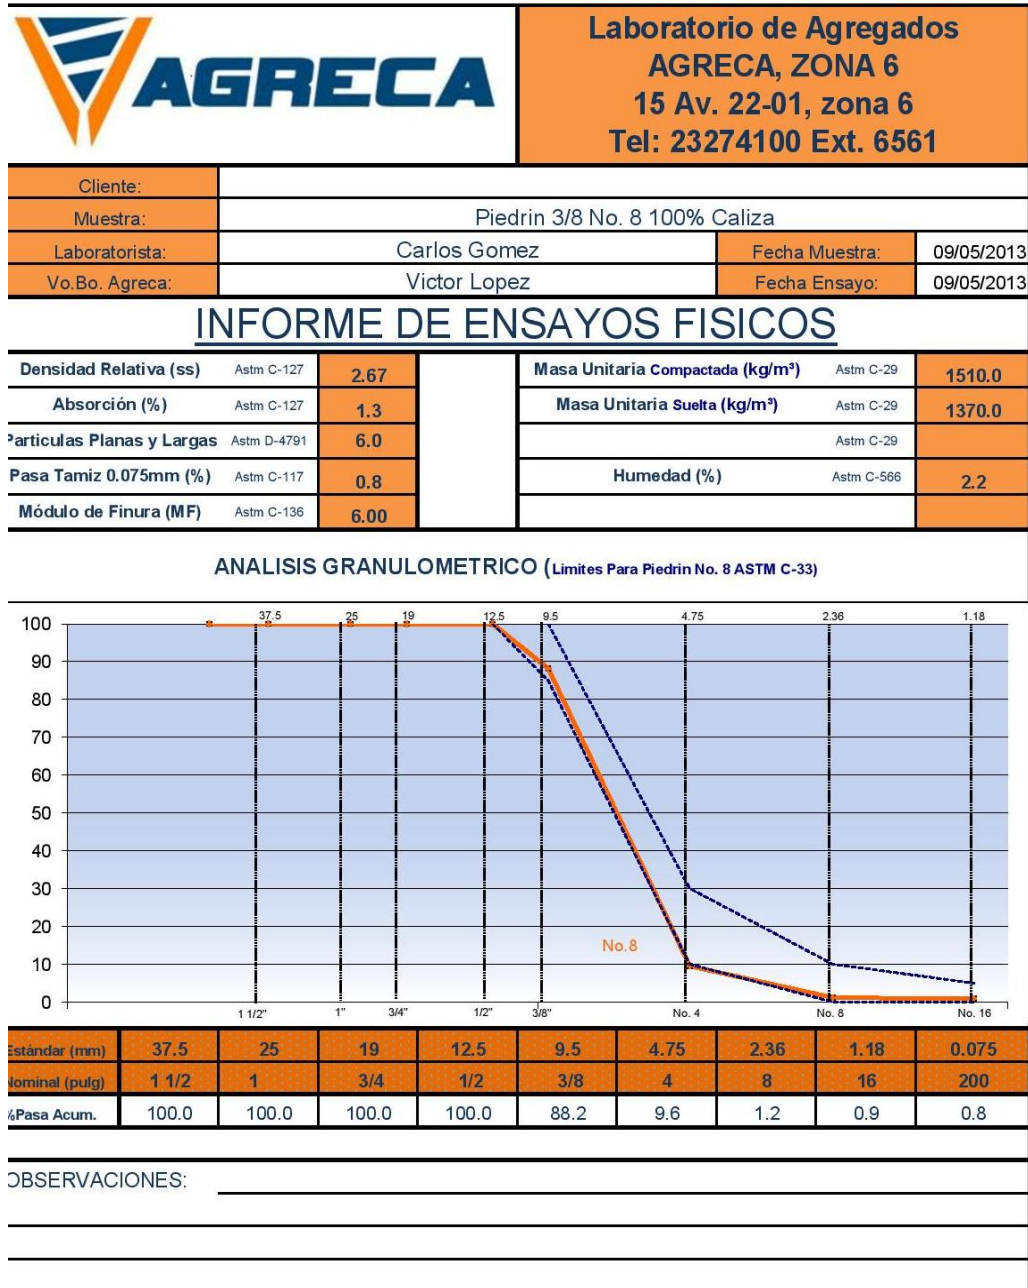 AGRECA
Laboratorio de Agregados
AGRECA, ZONA 6
15 Av. 22-01, zona 6
Tel: 23274100 Ext. 6561
Cliente:
Muestra: Piedrin 3/8 No. 8 100% Caliza
Laboratorista: Carlos Gomez Fecha Muestra: 09/05/2013
Vo.Bo. Agreca: Victor Lopez Fecha Ensayo: 09/05/2013
INFORME DE ENSAYOS FISICOS
Densidad Relativa (ss) Astm C-127 2.67 Masa Unitaria Compactada (kg/m³) Astm C-29 1510.0
Absorción (%) Astm C-127 1.3 Masa Unitaria Suelta (kg/m³) Astm C-29 1370.0
Particulas Planas y Largas Astm D-4791 6.0 Astm C-29
Pasa Tamiz 0.075mm (%) Astm C-117 0.8 Humedad (%) Astm C-566 2.2
Módulo de Finura (MF) Astm C-136 6.00
ANALISIS GRANULOMETRICO (Limites Para Piedrin No. 8 ASTM C-33)
37.5 25 19 12.5 9.5 4.75 2.36 1.18
100
90
80
70
60
50
40
30
20
No.8
10
0
1 1/2" 1" 3/4" 1/2" 3/8" No. 4 No. 8 No. 16
Estándar (mm) 37.5 25 19 12.5 9.5 4.75 2.36 1.18 0.075
Nominal (pulg) 1 1/2 1 3/4 1/2 3/8 4 8 16 200
%Pasa Acum. 100.0 100.0 100.0 100.0 88.2 9.6 1.2 0.9 0.8
OBSERVACIONES: